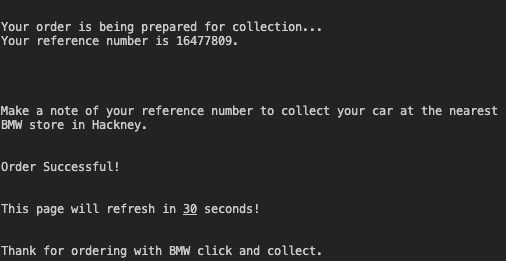 Your order is being prepared for collection...
Your reference number is 16477809.
Make a note of your reference number to collect your car at the nearest
BMW store in Hackney.
Order Successful!
This page will refresh in 30 seconds!
Thank for ordering with BMW click and collect.